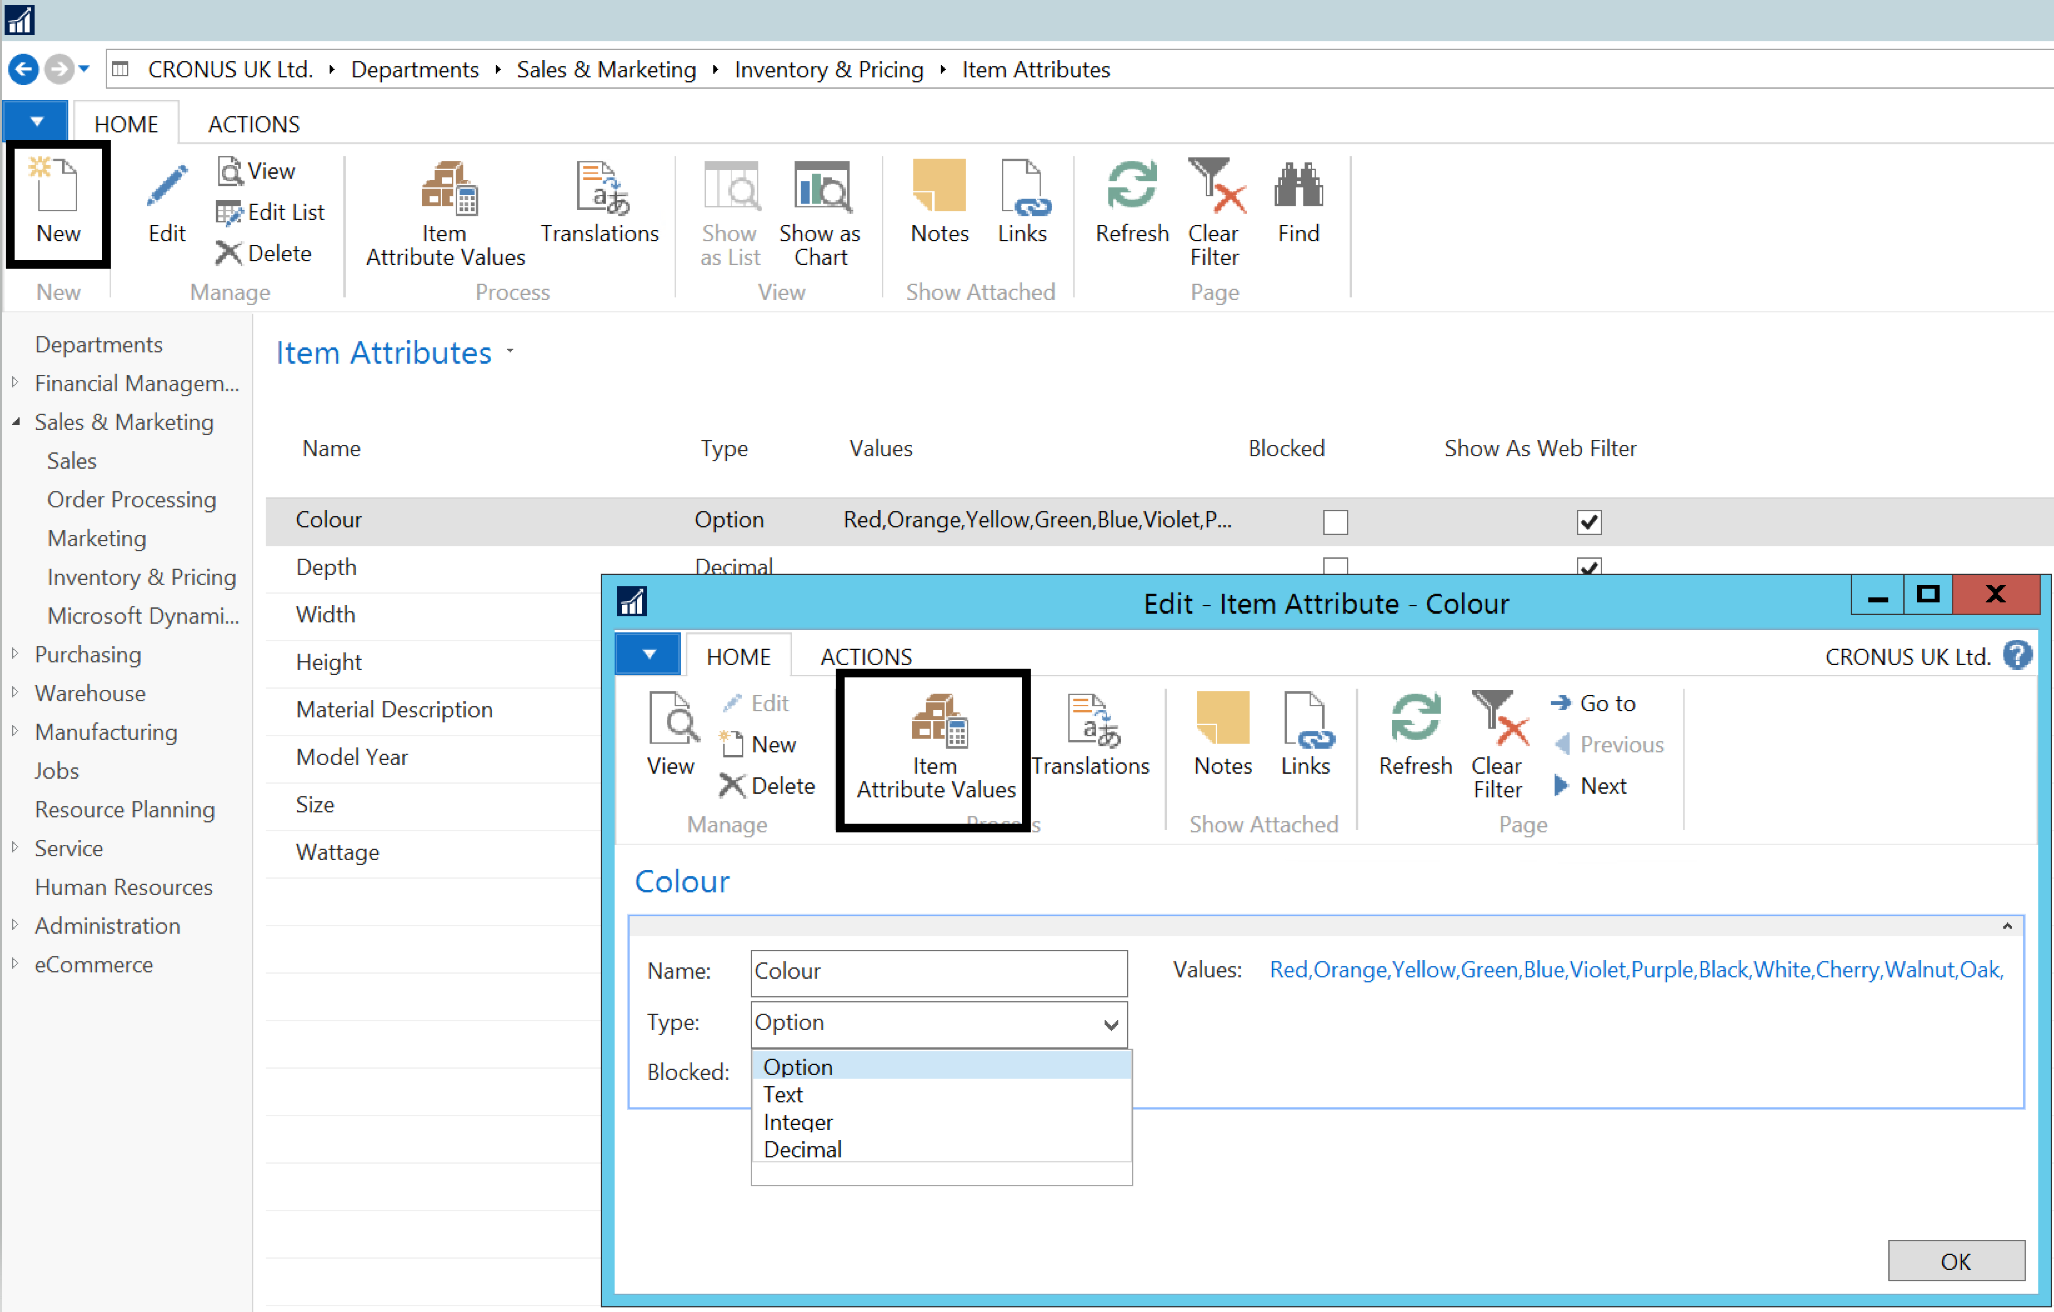 CRONUS UK Ltd. Departments Sales & Marketing Inventory & Pricing Item Attributes
HOME ACTIONS
New
Edit
View
Edit List
Delete
Item
Attribute Values
Translations
Show
as List
Show as
Chart
Notes
Links
Refresh
Clear
Filter
Find
New
Manage
Process
View
Show Attached
Page
Departments
Financial Managem...
Sales & Marketing
Sales
Order Processing
Marketing
Inventory & Pricing
Microsoft Dynami...
Purchasing
Warehouse
Manufacturing
Jobs
Resource Planning
Service
Human Resources
Administration
eCommerce
Item Attributes
Name Type Values Blocked Show As Web Filter
Colour Option Red,Orange,Yellow,Green,Blue,Violet,P...
Depth Decimal
Width
Height
Material Description
Model Year
Size
Wattage
Edit - Item Attribute - Colour
HOME ACTIONS
CRONUS UK Ltd.
View
Edit
New
Delete
Item
Attribute Values
Translations
Notes
Links
Refresh
Clear
Filter
Go to
Previous
Next
Manage
Process
Show Attached
Page
Colour
Name: Colour
Values: Red,Orange,Yellow,Green,Blue,Violet,Purple,Black,White,Cherry,Walnut,Oak,
Type: Option
Blocked:
Option
Text
Integer
Decimal
OK